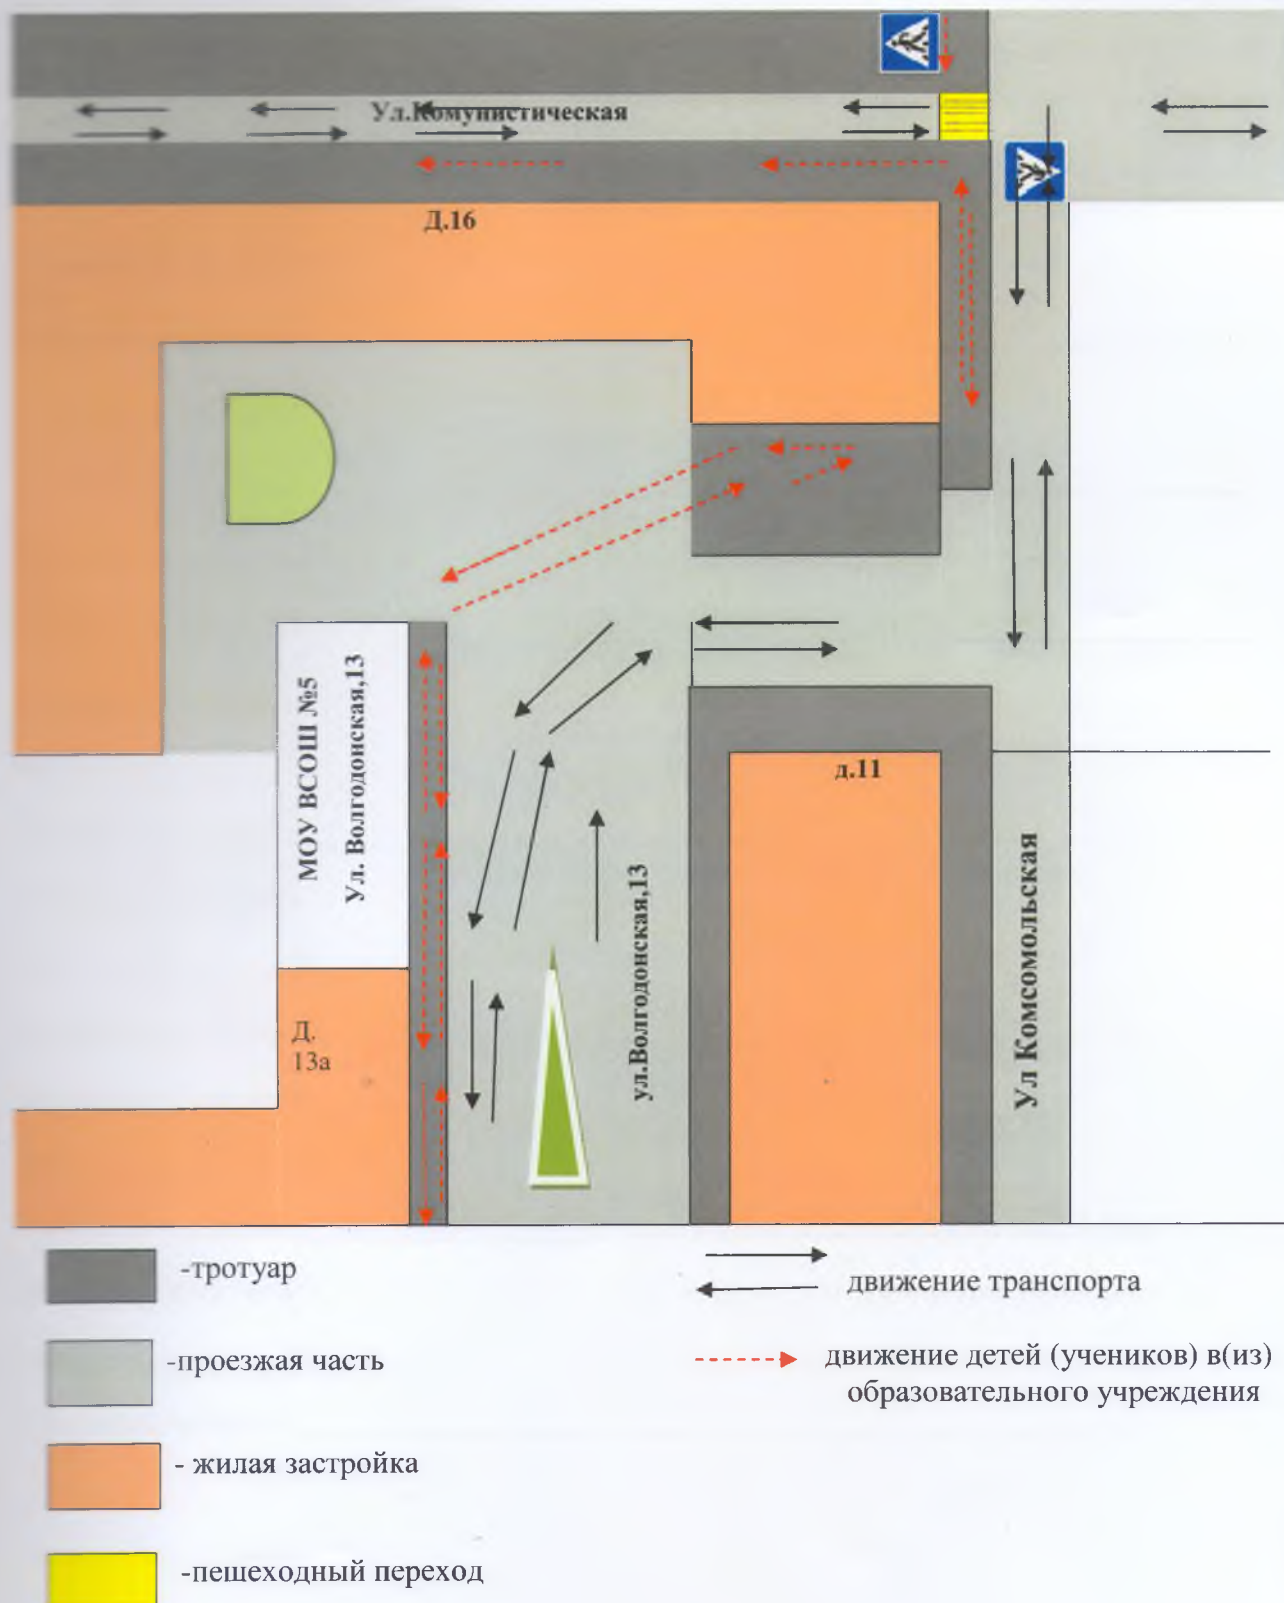 Ул.Комунистическая
Д.16
МОУ ВСОШ №5
Ул. Волгодонская,13
д.11
ул.Волгодонская,13
Ул Комсомольская
Д.
13а
-тротуар
движение транспорта
-проезжая часть
движение детей (учеников) в(из)
образовательного учреждения
- жилая застройка
-пешеходный переход